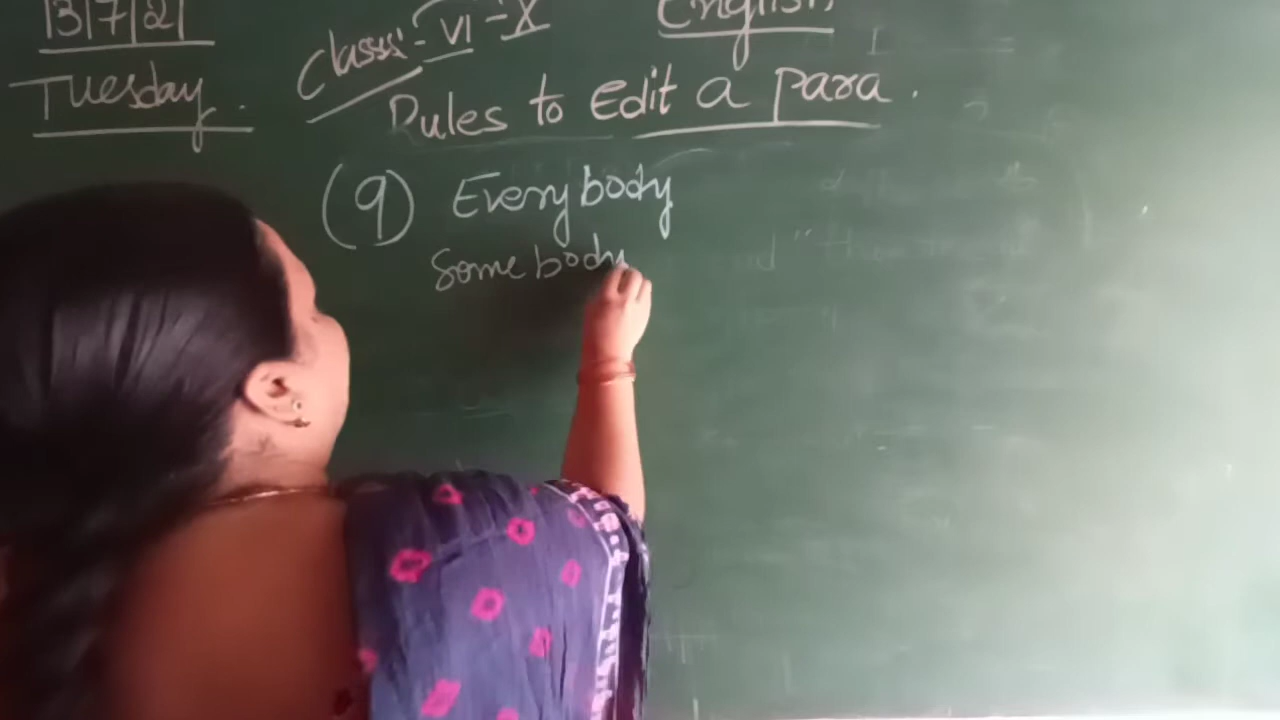 13/7/21
Tuesday.
Class:- VI - X
English
Rules to Edit a para.
(9) Everybody
Somebody